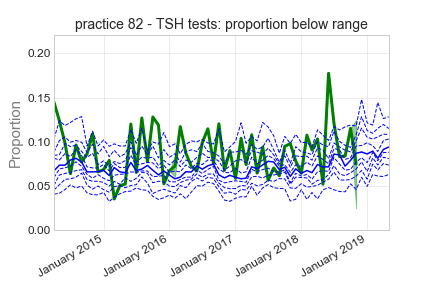 practice 82 - TSH tests: proportion below range
0.20
0.15
0.10
0.05
0.00
Proportion
January 2015
January 2016
January 2017
January 2018
January 2019